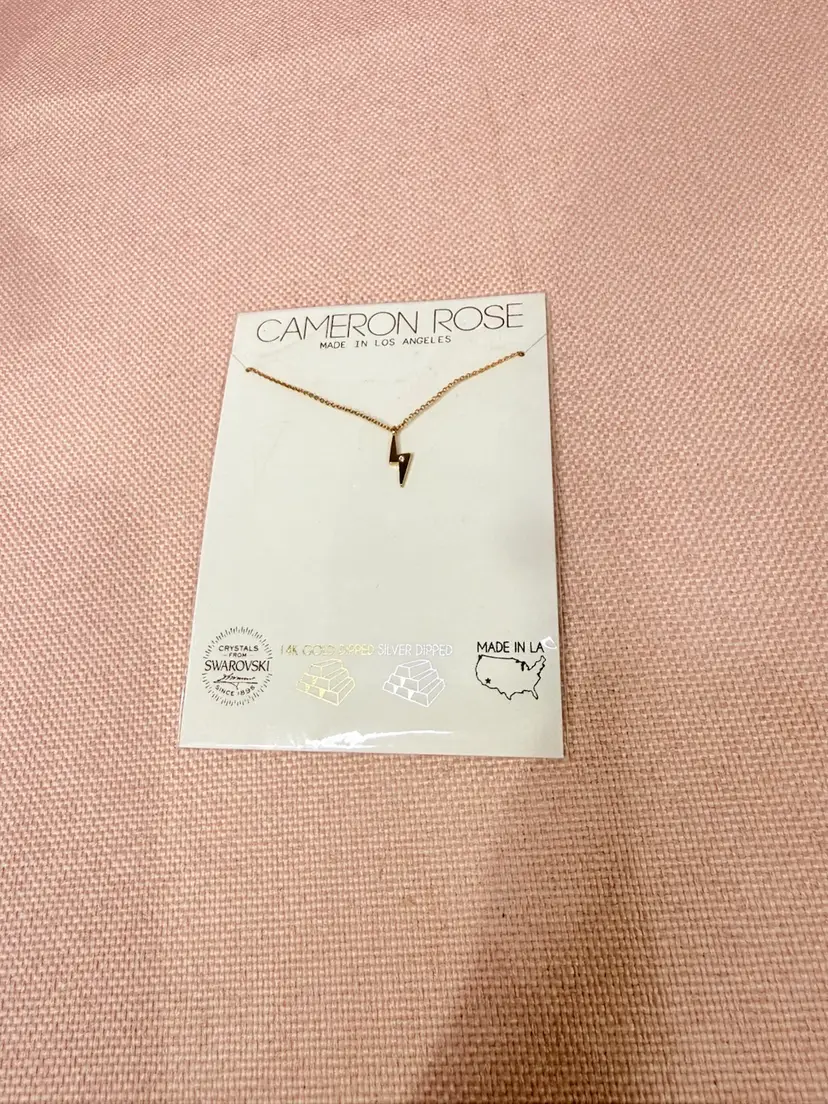 CAMERON ROSE
MADE IN LOS ANGELES
CRYSTALS
FROM
SWAROVSKI
SINCE 1895
14K GOLD DIPPED
SILVER DIPPED
MADE IN LA